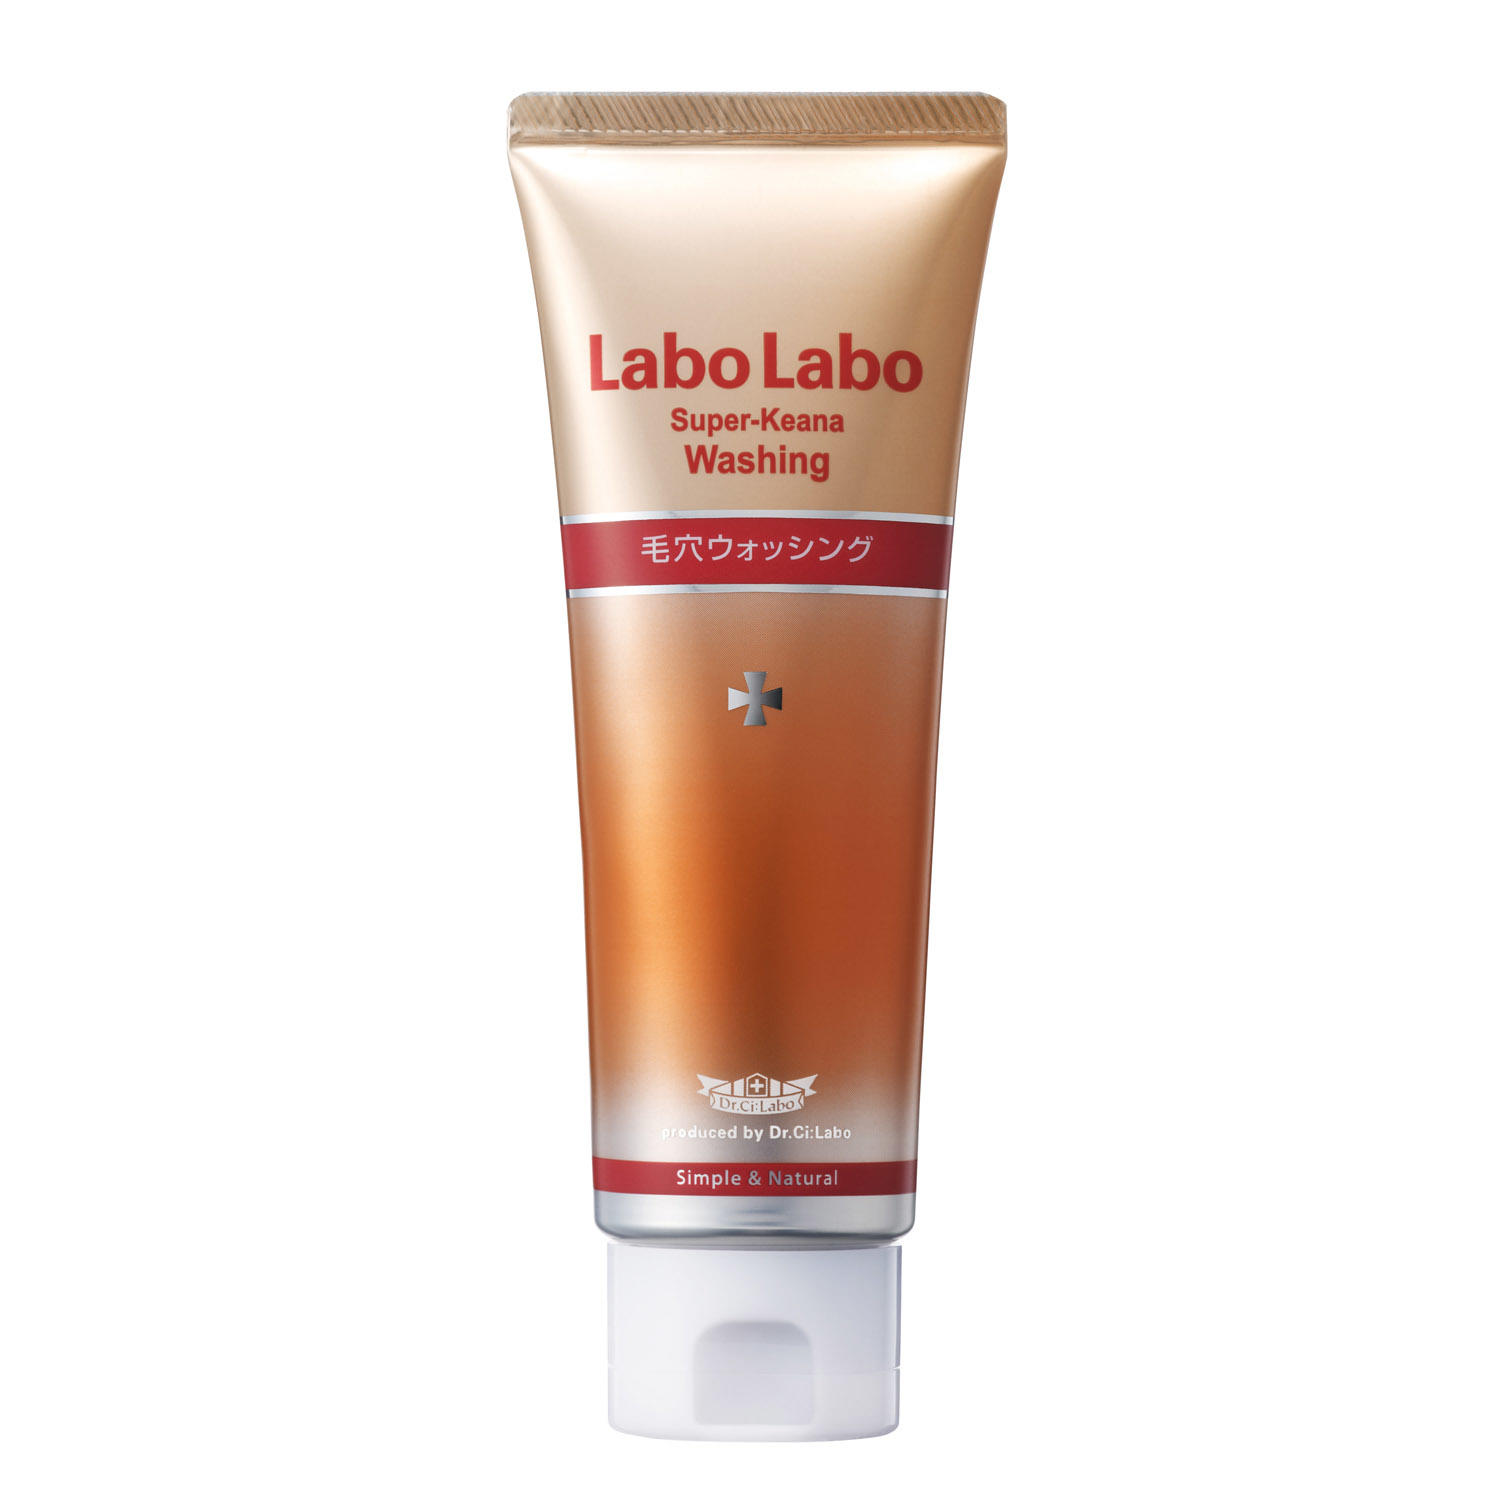 Labo Labo
Super-Keana
Washing
毛穴ウォッシング
Dr.Ci:Labo
produced by Dr.Ci:Labo
Simple & Natural